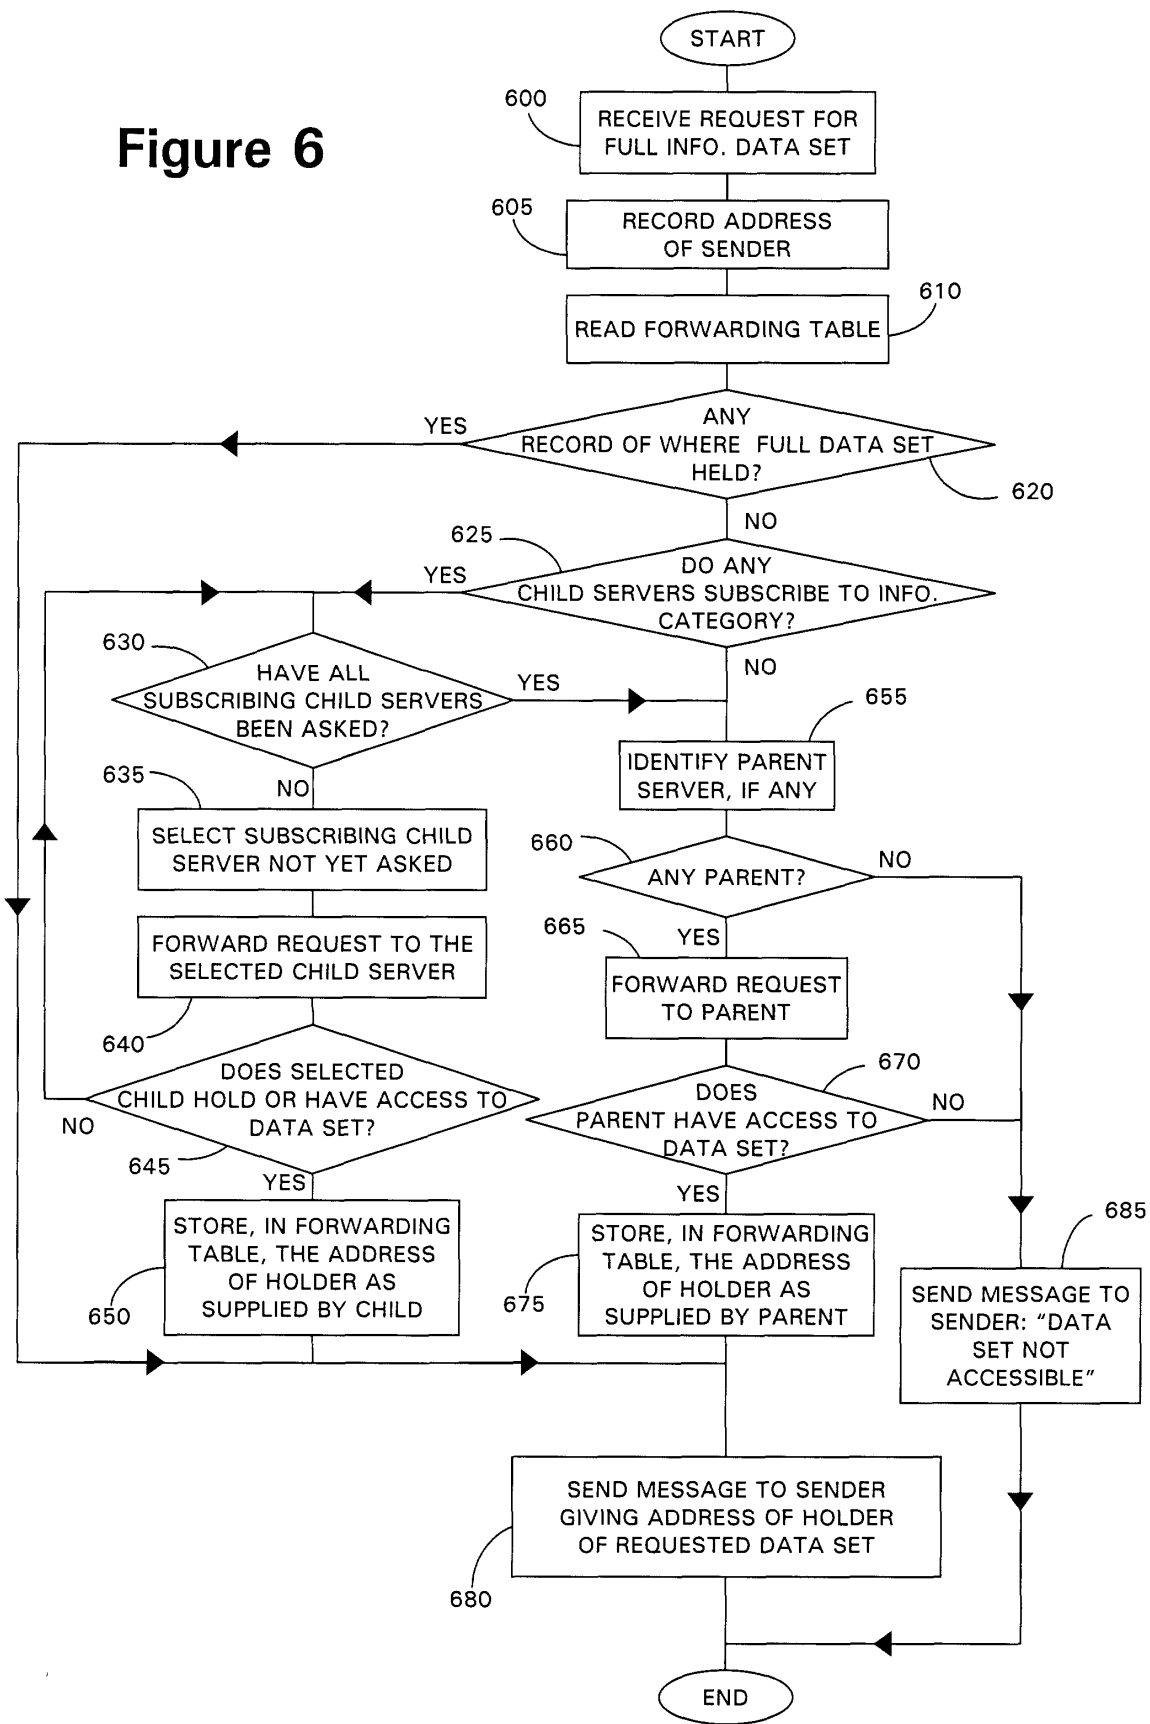 Figure 6
START
600
RECEIVE REQUEST FOR
FULL INFO. DATA SET
605
RECORD ADDRESS
OF SENDER
610
READ FORWARDING TABLE
YES
ANY
RECORD OF WHERE FULL DATA SET
HELD?
620
NO
625
YES
DO ANY
CHILD SERVERS SUBSCRIBE TO INFO.
CATEGORY?
NO
630
HAVE ALL
SUBSCRIBING CHILD SERVERS
BEEN ASKED?
YES
NO
655
IDENTIFY PARENT
SERVER, IF ANY
635
SELECT SUBSCRIBING CHILD
SERVER NOT YET ASKED
660
ANY PARENT?
NO
YES
FORWARD REQUEST TO THE
SELECTED CHILD SERVER
640
665
FORWARD REQUEST
TO PARENT
DOES SELECTED
CHILD HOLD OR HAVE ACCESS TO
DATA SET?
NO
645
YES
670
DOES
PARENT HAVE ACCESS TO
DATA SET?
NO
YES
STORE, IN FORWARDING
TABLE, THE ADDRESS
OF HOLDER AS
SUPPLIED BY CHILD
650
STORE, IN FORWARDING
TABLE, THE ADDRESS
OF HOLDER AS
SUPPLIED BY PARENT
675
685
SEND MESSAGE TO
SENDER: “DATA
SET NOT
ACCESSIBLE”
SEND MESSAGE TO SENDER
GIVING ADDRESS OF HOLDER
OF REQUESTED DATA SET
680
END